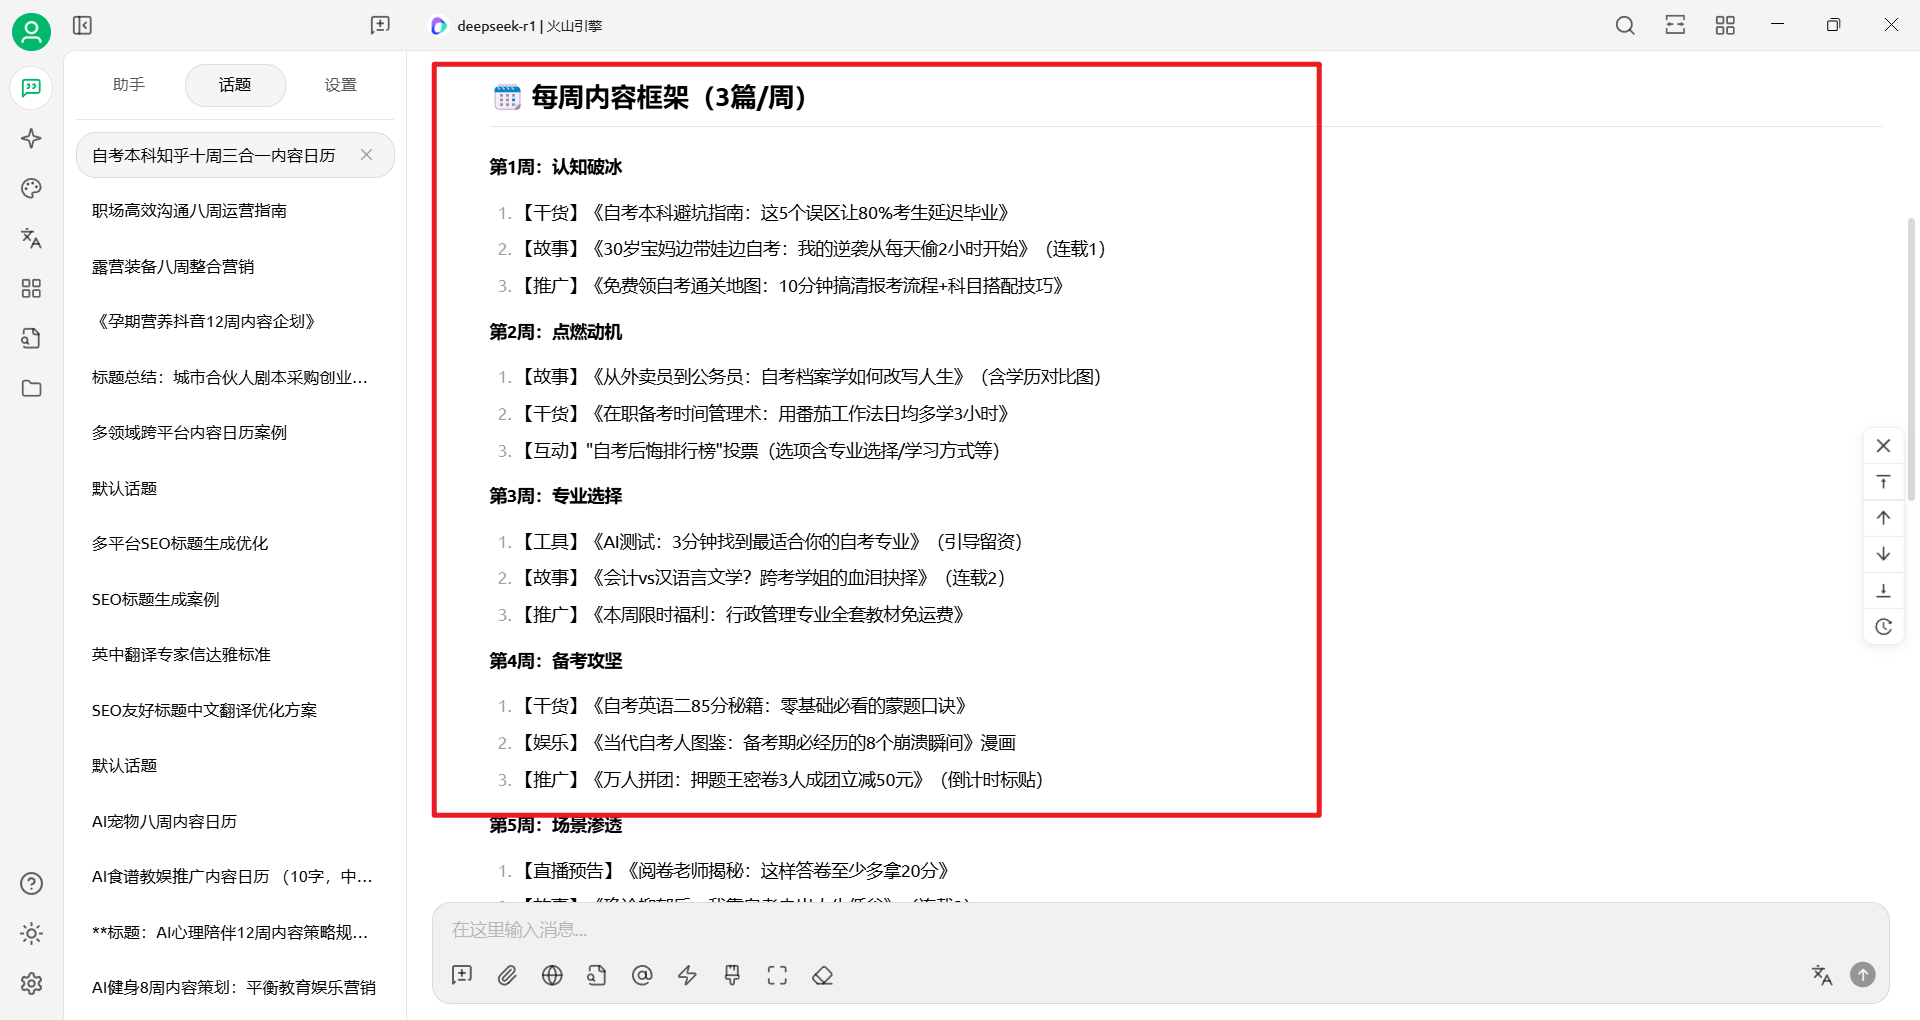 deepseek-r1 | 火山引擎
助手
话题
设置
自考本科知乎十周三合一内容日历
职场高效沟通八周运营指南
露营装备八周整合营销
《孕期营养抖音12周内容企划》
标题总结：城市合伙人剧本采购创业...
多领域跨平台内容日历案例
默认话题
多平台SEO标题生成优化
SEO标题生成案例
英中翻译专家信达雅标准
SEO友好标题中文翻译优化方案
默认话题
AI宠物八周内容日历
AI食谱教娱推广内容日历 （10字，中...
**标题：AI心理陪伴12周内容策略规...
AI健身8周内容策划：平衡教育娱乐营销
每周内容框架（3篇/周）
第1周：认知破冰
1.【干货】《自考本科避坑指南：这5个误区让80%考生延迟毕业》
2.【故事】《30岁宝妈边带娃边自考：我的逆袭从每天偷2小时开始》（连载1）
3.【推广】《免费领自考通关地图：10分钟搞清报考流程+科目搭配技巧》
第2周：点燃动机
1.【故事】《从外卖员到公务员：自考档案学如何改写人生》（含学历对比图）
2.【干货】《在职备考时间管理术：用番茄工作法日均多学3小时》
3.【互动】"自考后悔排行榜"投票（选项含专业选择/学习方式等）
第3周：专业选择
1.【工具】《AI测试：3分钟找到最适合你的自考专业》（引导留资）
2.【故事】《会计vs汉语言文学？跨考学姐的血泪抉择》（连载2）
3.【推广】《本周限时福利：行政管理专业全套教材免运费》
第4周：备考攻坚
1.【干货】《自考英语二85分秘籍：零基础必看的蒙题口诀》
2.【娱乐】《当代自考人图鉴：备考期必经历的8个崩溃瞬间》漫画
3.【推广】《万人拼团：押题王密卷3人成团立减50元》（倒计时标贴）
第5周：场景渗透
1.【直播预告】《阅卷老师揭秘：这样答卷至少多拿20分》
在这里输入消息...